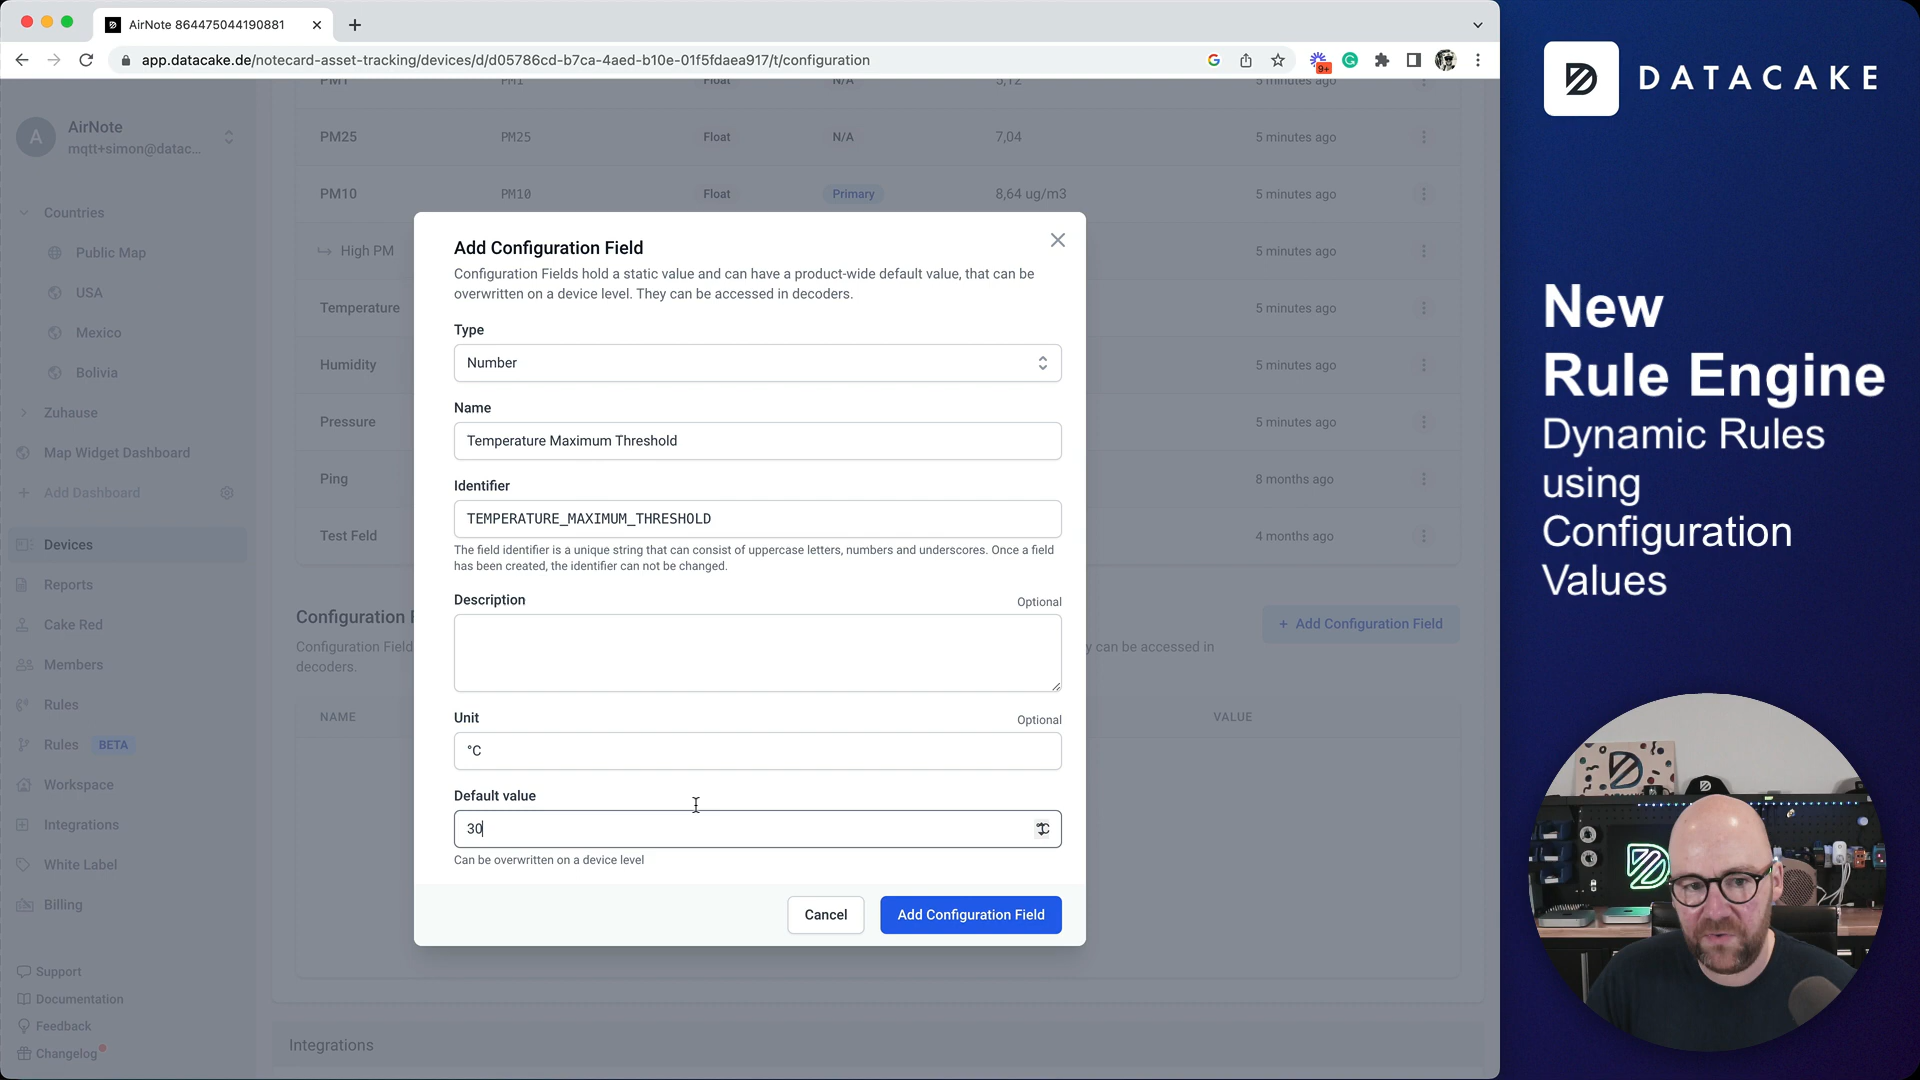 AirNote 864475044190881
app.datacake.de/notecard-asset-tracking/devices/d/d05786cd-b7ca-4aed-b10e-01f5fdaea917/t/configuration
9+
DATACAKE
New
Rule Engine
Dynamic Rules
using
Configuration
Values
A
AirNote
mqtt+simon@datac...
Countries
Public Map
USA
Mexico
Bolivia
Zuhause
Map Widget Dashboard
Add Dashboard
Devices
Reports
Cake Red
Members
Rules
Rules BETA
Workspace
Integrations
White Label
Billing
Support
Documentation
Feedback
Changelog
PM1 PM1 Float N/A 5,12 5 minutes ago
PM25 PM25 Float N/A 7,04 5 minutes ago
PM10 PM10 Float Primary 8,64 ug/m3 5 minutes ago
High PM 5 minutes ago
Temperature 5 minutes ago
Humidity 5 minutes ago
Pressure 5 minutes ago
Ping 8 months ago
Test Feld 4 months ago
Configuration F
+ Add Configuration Field
Configuration Field
y can be accessed in
decoders.
NAME VALUE
Integrations
Add Configuration Field
Configuration Fields hold a static value and can have a product-wide default value, that can be
overwritten on a device level. They can be accessed in decoders.
Type
Number
Name
Temperature Maximum Threshold
Identifier
TEMPERATURE_MAXIMUM_THRESHOLD
The field identifier is a unique string that can consist of uppercase letters, numbers and underscores. Once a field
has been created, the identifier can not be changed.
Description Optional
Unit Optional
°C
Default value
30
Can be overwritten on a device level
Cancel Add Configuration Field